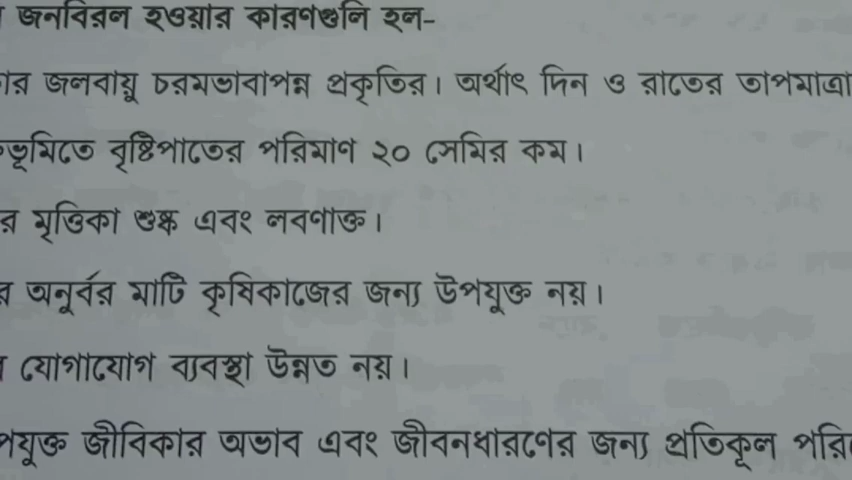 জনবিরল হওয়ার কারণগুলি হল-
জলবায়ু চরমভাবাপন্ন প্রকৃতির। অর্থাৎ দিন ও রাতের তাপমাত্রা
বৃষ্টিপাতের পরিমাণ ২০ সেমির কম।
মৃত্তিকা শুষ্ক এবং লবণাক্ত।
অনুর্বর মাটি কৃষিকাজের জন্য উপযুক্ত নয়।
যোগাযোগ ব্যবস্থা উন্নত নয়।
জীবিকার অভাব এবং জীবনধারণের জন্য প্রতিকূল